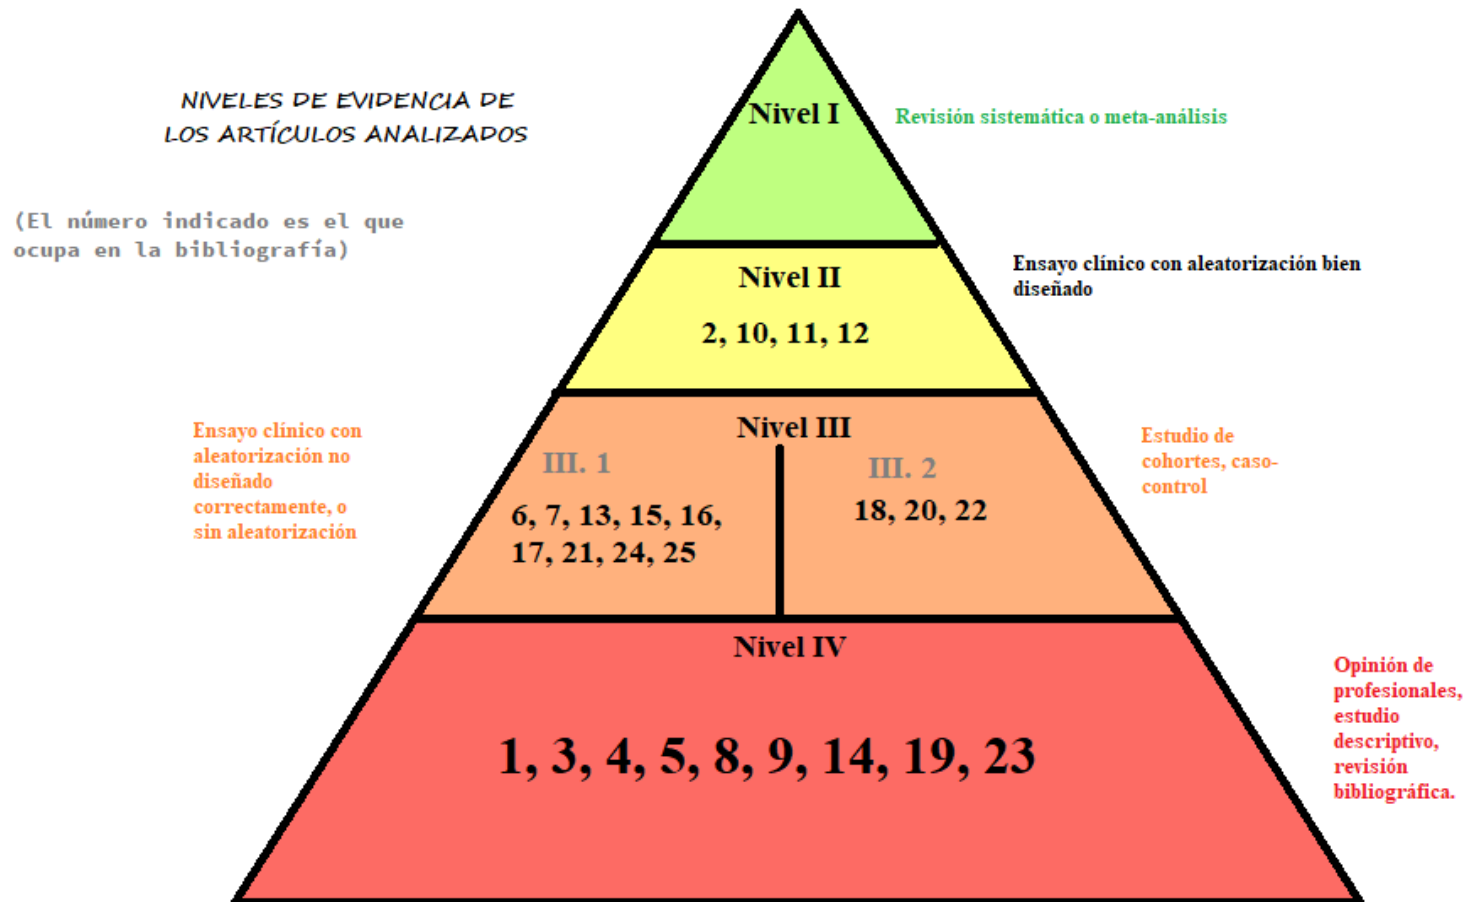 NIVELES DE EVIDENCIA DE
LOS ARTÍCULOS ANALIZADOS
(El número indicado es el que
ocupa en la bibliografía)
Nivel I
Revisión sistemática o meta-análisis
Nivel II
2, 10, 11, 12
Ensayo clínico con aleatorización bien
diseñado
Nivel III
Ensayo clínico con
aleatorización no
diseñado
correctamente, o
sin aleatorización
III. 1
6, 7, 13, 15, 16,
17, 21, 24, 25
III. 2
18, 20, 22
Estudio de
cohortes, caso-
control
Nivel IV
1, 3, 4, 5, 8, 9, 14, 19, 23
Opinión de
profesionales,
estudio
descriptivo,
revisión
bibliográfica.